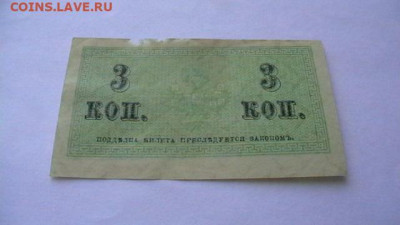 COINS.LAVE.RU
3 3
КОП. КОП.
ПОДДѢЛКА БИЛЕТА ПРЕСЛѢДУЕТСЯ ЗАКОНОМЪ.